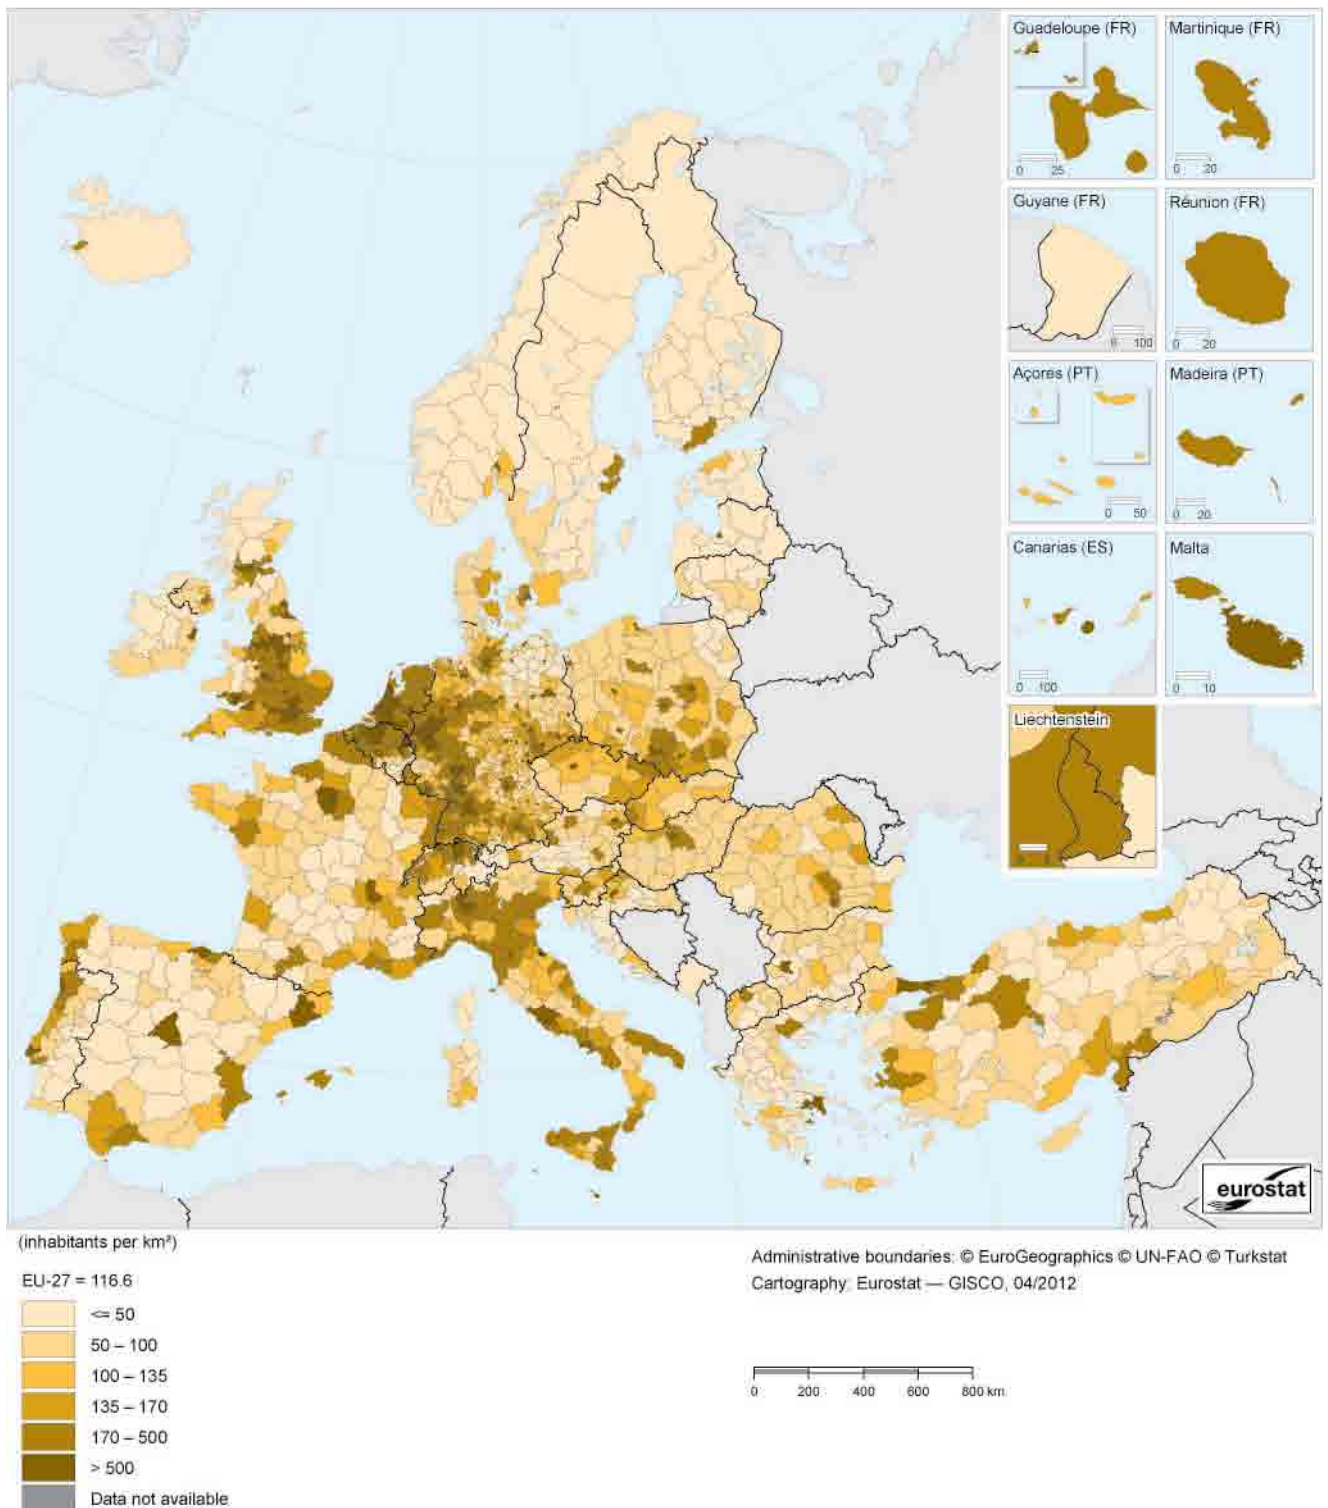 Guadeloupe (FR)
Martinique (FR)
0 25
0 20
Guyane (FR)
Réunion (FR)
0 100
0 20
Açores (PT)
Madeira (PT)
0 50
0 20
Canarias (ES)
Malta
0 100
0 10
Liechtenstein
eurostat
(inhabitants per km²)
EU-27 = 116.6
<= 50
50 – 100
100 – 135
135 – 170
170 – 500
> 500
Data not available
Administrative boundaries: © EuroGeographics © UN-FAO © Turkstat
Cartography: Eurostat — GISCO, 04/2012
0 200 400 600 800 km